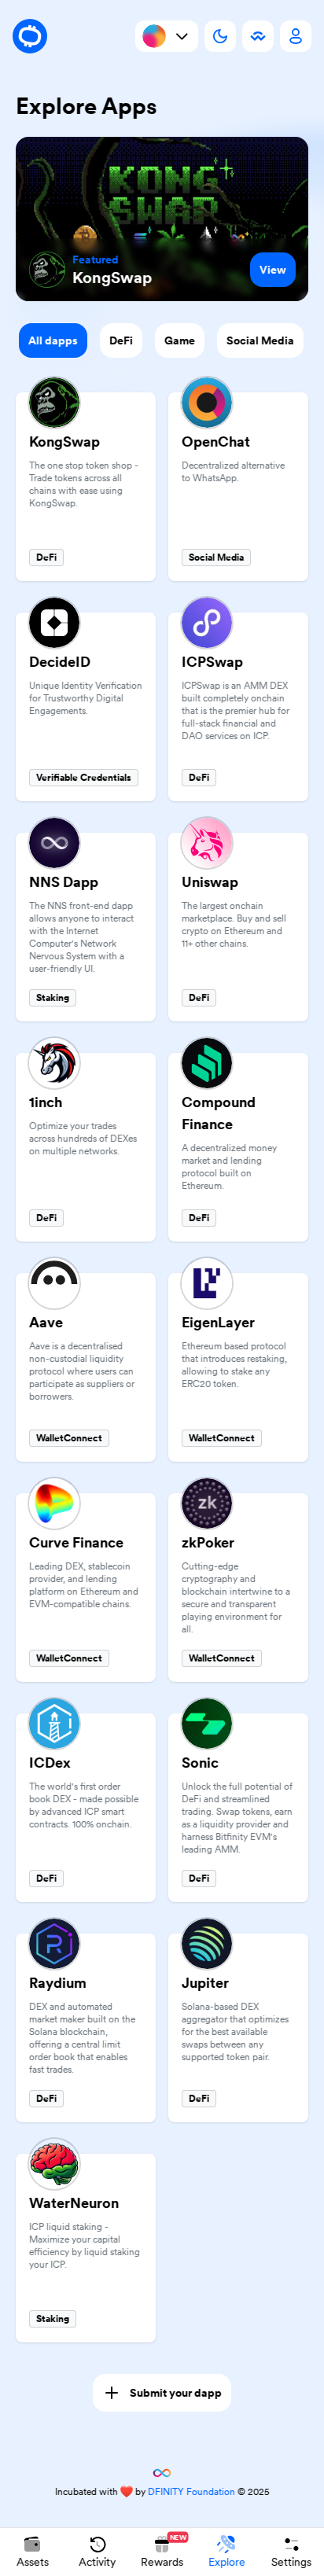 Explore Apps
KONG
SWAP
Featured
KongSwap
View
All dapps
DeFi
Game
Social Media
KongSwap
The one stop token shop -
Trade tokens across all
chains with ease using
KongSwap.
DeFi
OpenChat
Decentralized alternative
to WhatsApp.
Social Media
DecideID
Unique Identity Verification
for Trustworthy Digital
Engagements.
Verifiable Credentials
ICPSwap
ICPSwap is an AMM DEX
built completely onchain
that is the premier hub for
full-stack financial and
DAO services on ICP.
DeFi
NNS Dapp
The NNS front-end dapp
allows anyone to interact
with the Internet
Computer's Network
Nervous System with a
user-friendly UI.
Staking
Uniswap
The largest onchain
marketplace. Buy and sell
crypto on Ethereum and
11+ other chains.
DeFi
1inch
Optimize your trades
across hundreds of DEXes
on multiple networks.
DeFi
Compound
Finance
A decentralized money
market and lending
protocol built on
Ethereum.
DeFi
Aave
Aave is a decentralised
non-custodial liquidity
protocol where users can
participate as suppliers or
borrowers.
WalletConnect
EigenLayer
Ethereum based protocol
that introduces restaking,
allowing to stake any
ERC20 token.
WalletConnect
Curve Finance
Leading DEX, stablecoin
provider, and lending
platform on Ethereum and
EVM-compatible chains.
WalletConnect
zk
zkPoker
Cutting-edge
cryptography and
blockchain intertwine to a
secure and transparent
playing environment for
all.
WalletConnect
ICDex
The world's first order
book DEX - made possible
by advanced ICP smart
contracts. 100% onchain.
DeFi
Sonic
Unlock the full potential of
DeFi and streamlined
trading. Swap tokens, earn
as a liquidity provider and
harness Bitfinity EVM's
leading AMM.
DeFi
Raydium
DEX and automated
market maker built on the
Solana blockchain,
offering a central limit
order book that enables
fast trades.
DeFi
Jupiter
Solana-based DEX
aggregator that optimizes
for the best available
swaps between any
supported token pair.
DeFi
WaterNeuron
ICP liquid staking -
Maximize your capital
efficiency by liquid staking
your ICP.
Staking
Submit your dapp
Incubated with ❤️ by DFINITY Foundation © 2025
NEW
Assets
Activity
Rewards
Explore
Settings